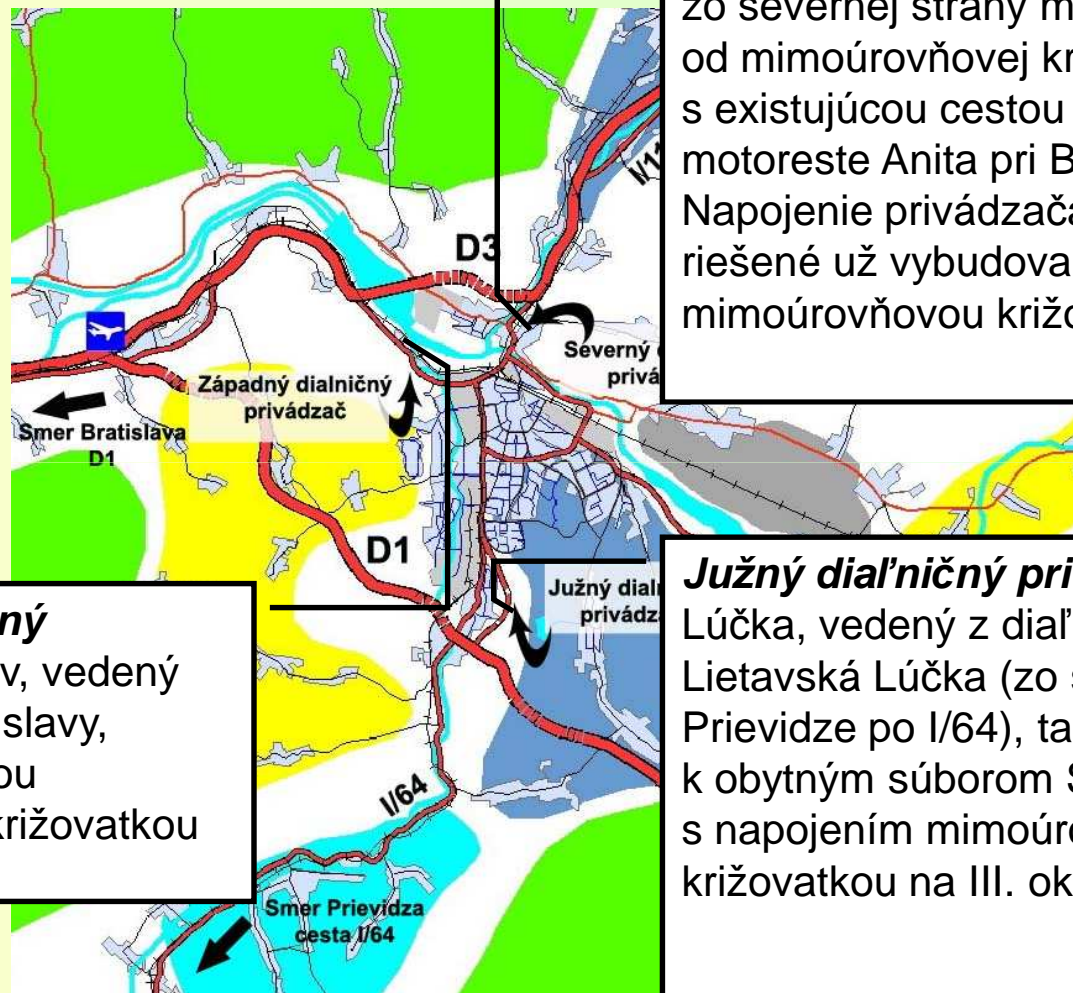 zo severnej strany m
od mimoúrovňovej kr
s existujúcou cestou
motoreste Anita pri B
Napojenie privádzača
riešené už vybudova
mimoúrovňovou križo
I/11
D3
Severný
privá
Západný dialničný
privádzač
Smer Bratislava
D1
D1
Južný dial
privádz
Južný diaľničný pri
Lúčka, vedený z diaľ
Lietavská Lúčka (zo s
Prievidze po I/64), ta
k obytným súborom S
s napojením mimoúro
križovatkou na III. ok
ný
v, vedený
slavy,
ou
križovatkou
I/64
Smer Prievidza
cesta I/64